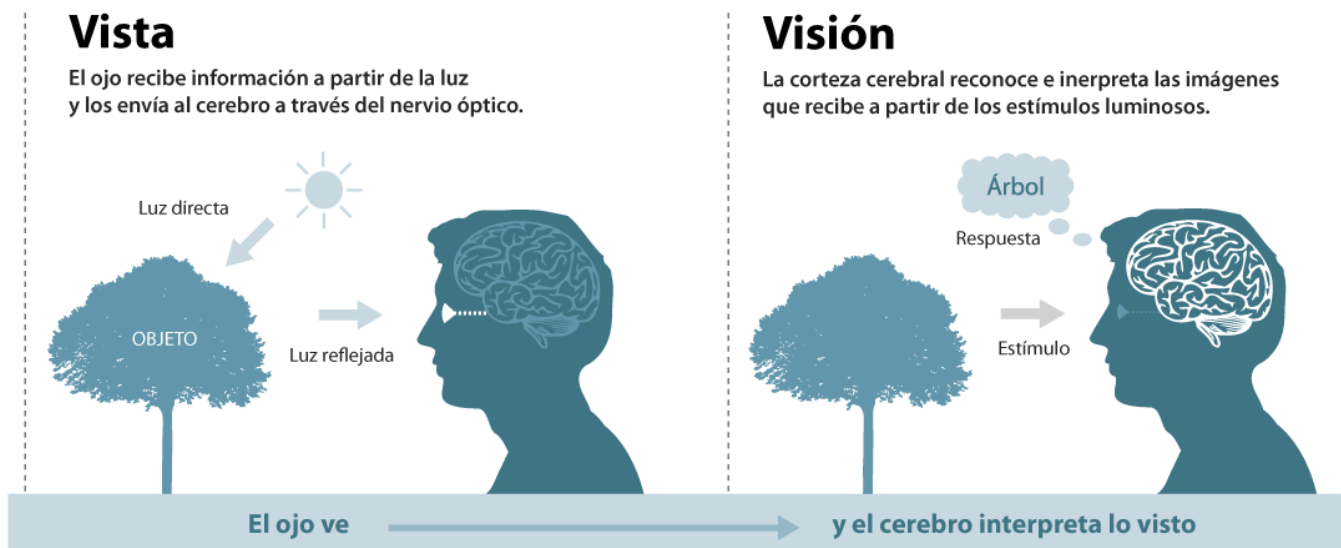 Vista
El ojo recibe información a partir de la luz
y los envía al cerebro a través del nervio óptico.
Luz directa
OBJETO
Luz reflejada
Visión
La corteza cerebral reconoce e inerpreta las imágenes
que recibe a partir de los estímulos luminosos.
Árbol
Respuesta
Estímulo
El ojo ve
y el cerebro interpreta lo visto